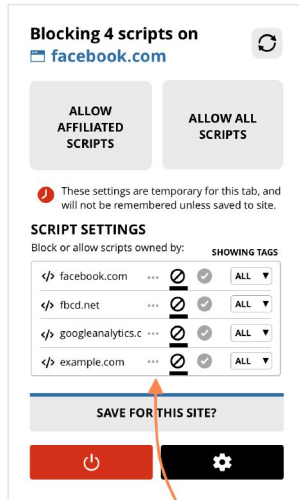 Blocking 4 scripts on
facebook.com
ALLOW
AFFILIATED
SCRIPTS
ALLOW ALL
SCRIPTS
These settings are temporary for this tab, and
will not be remembered unless saved to site.
SCRIPT SETTINGS
Block or allow scripts owned by:
SHOWING TAGS
</> facebook.com ... ALL ▼
</> fbcd.net ... ALL ▼
</> googleanalytics.c ... ALL ▼
</> example.com ... ALL ▼
SAVE FOR THIS SITE?